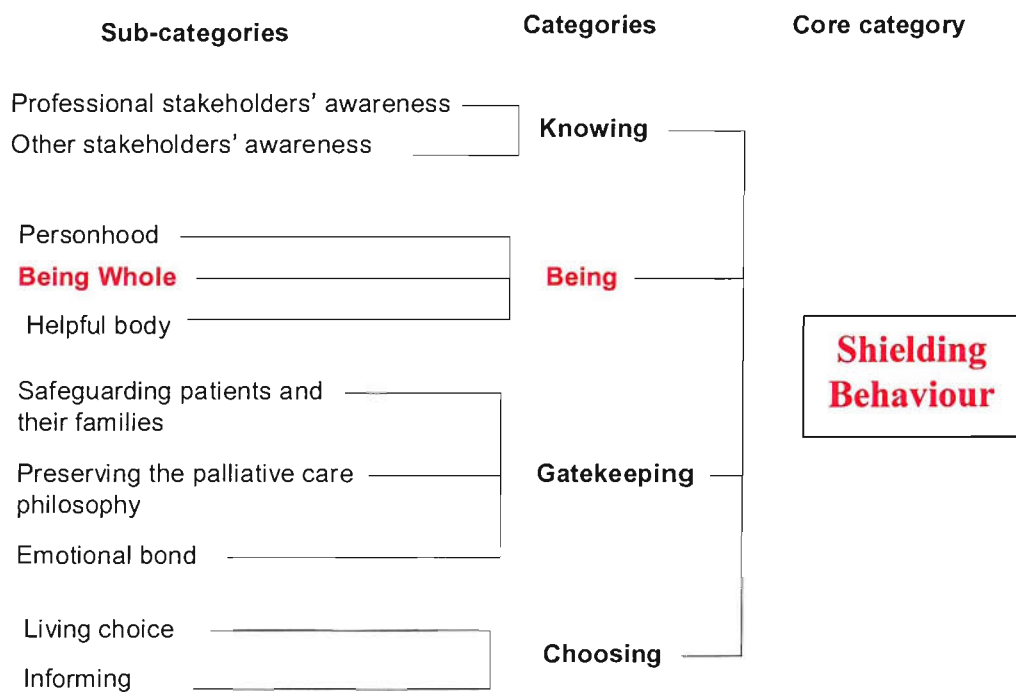 Sub-categories
Categories
Core category
Professional stakeholders' awareness
Other stakeholders' awareness
Knowing
Personhood
Being Whole
Helpful body
Being
Safeguarding patients and
their families
Preserving the palliative care
philosophy
Emotional bond
Gatekeeping
Living choice
Informing
Choosing
Shielding
Behaviour